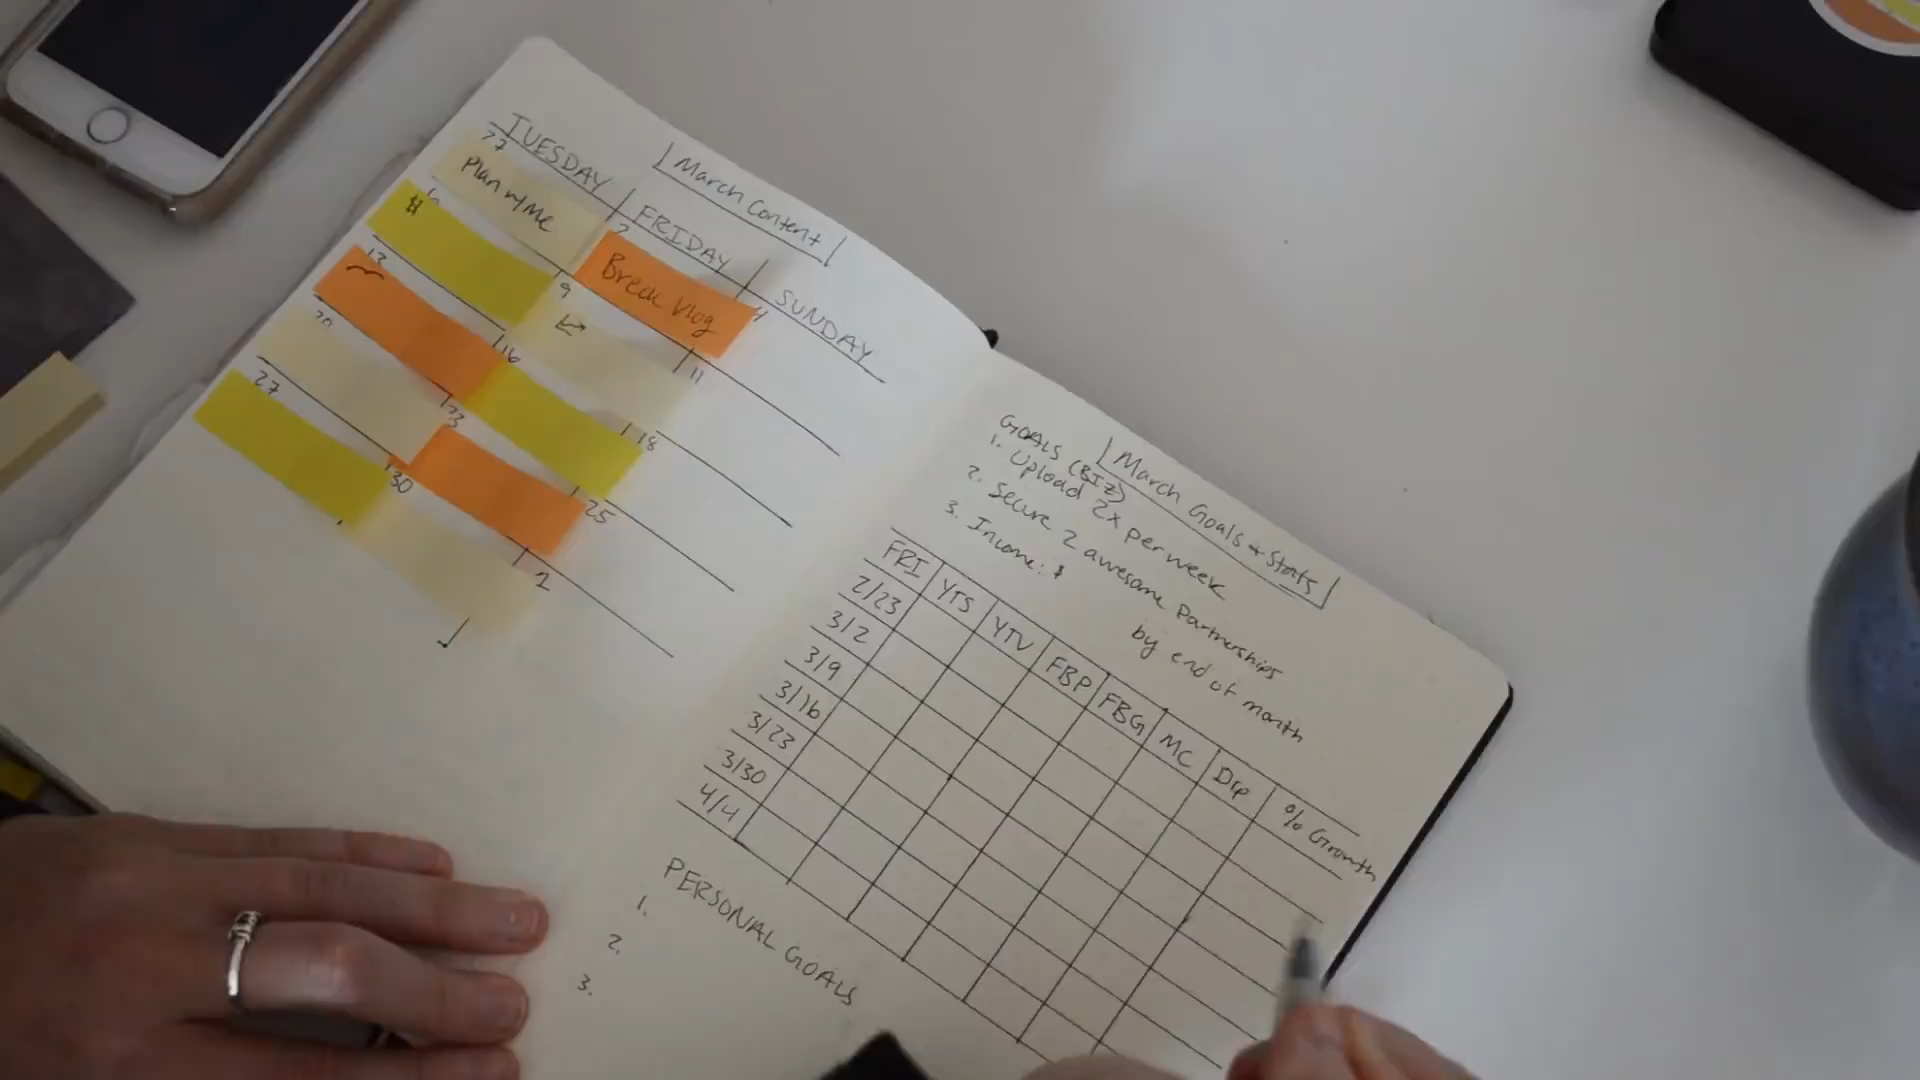 March Content
TUESDAY FRIDAY SUNDAY
27 2 4
Plan w/ Me
Break Vlog
$ 9 11
13 16 18
20 23 25
27 30 1
March Goals + Stats
GOALS (BIZ)
1. Upload 2x per week
2. Secure 2 awesome partnerships
by end of month
3. Income: $
FRI YTS YTV FBP FBG MC Drp % Growth
2/23
3/2
3/9
3/16
3/23
3/30
4/4
PERSONAL GOALS
1.
2.
3.